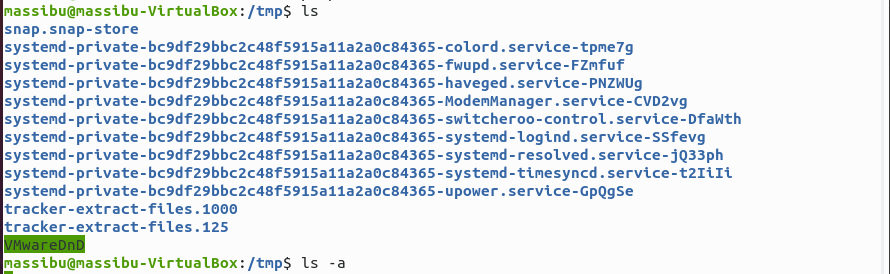 massibu@massibu-VirtualBox:/tmp$ ls
snap.snap-store
systemd-private-bc9df29bbc2c48f5915a11a2a0c84365-colord.service-tpme7g
systemd-private-bc9df29bbc2c48f5915a11a2a0c84365-fwupd.service-FZmfuf
systemd-private-bc9df29bbc2c48f5915a11a2a0c84365-haveged.service-PNZWUg
systemd-private-bc9df29bbc2c48f5915a11a2a0c84365-ModemManager.service-CVD2vg
systemd-private-bc9df29bbc2c48f5915a11a2a0c84365-switcheroo-control.service-DfaWth
systemd-private-bc9df29bbc2c48f5915a11a2a0c84365-systemd-logind.service-SSfevg
systemd-private-bc9df29bbc2c48f5915a11a2a0c84365-systemd-resolved.service-jQ33ph
systemd-private-bc9df29bbc2c48f5915a11a2a0c84365-systemd-timesyncd.service-t2IiIi
systemd-private-bc9df29bbc2c48f5915a11a2a0c84365-upower.service-GpQgSe
tracker-extract-files.1000
tracker-extract-files.125
VMwareDnD
massibu@massibu-VirtualBox:/tmp$ ls -a